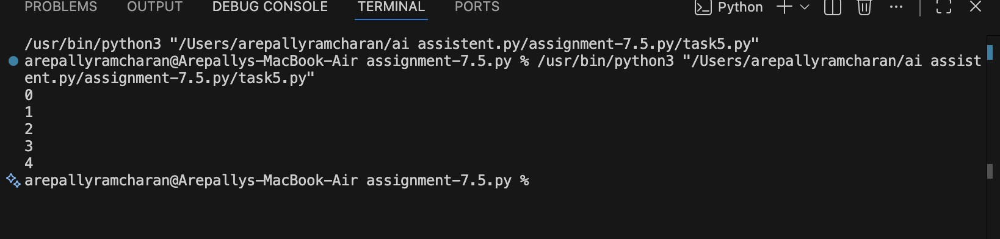 PROBLEMS OUTPUT DEBUG CONSOLE TERMINAL PORTS Python
/usr/bin/python3 "/Users/arepallyramcharan/ai assistent.py/assignment-7.5.py/task5.py"
arepallyramcharan@Arepallys-MacBook-Air assignment-7.5.py % /usr/bin/python3 "/Users/arepallyramcharan/ai assist
ent.py/assignment-7.5.py/task5.py"
0
1
2
3
4
arepallyramcharan@Arepallys-MacBook-Air assignment-7.5.py %